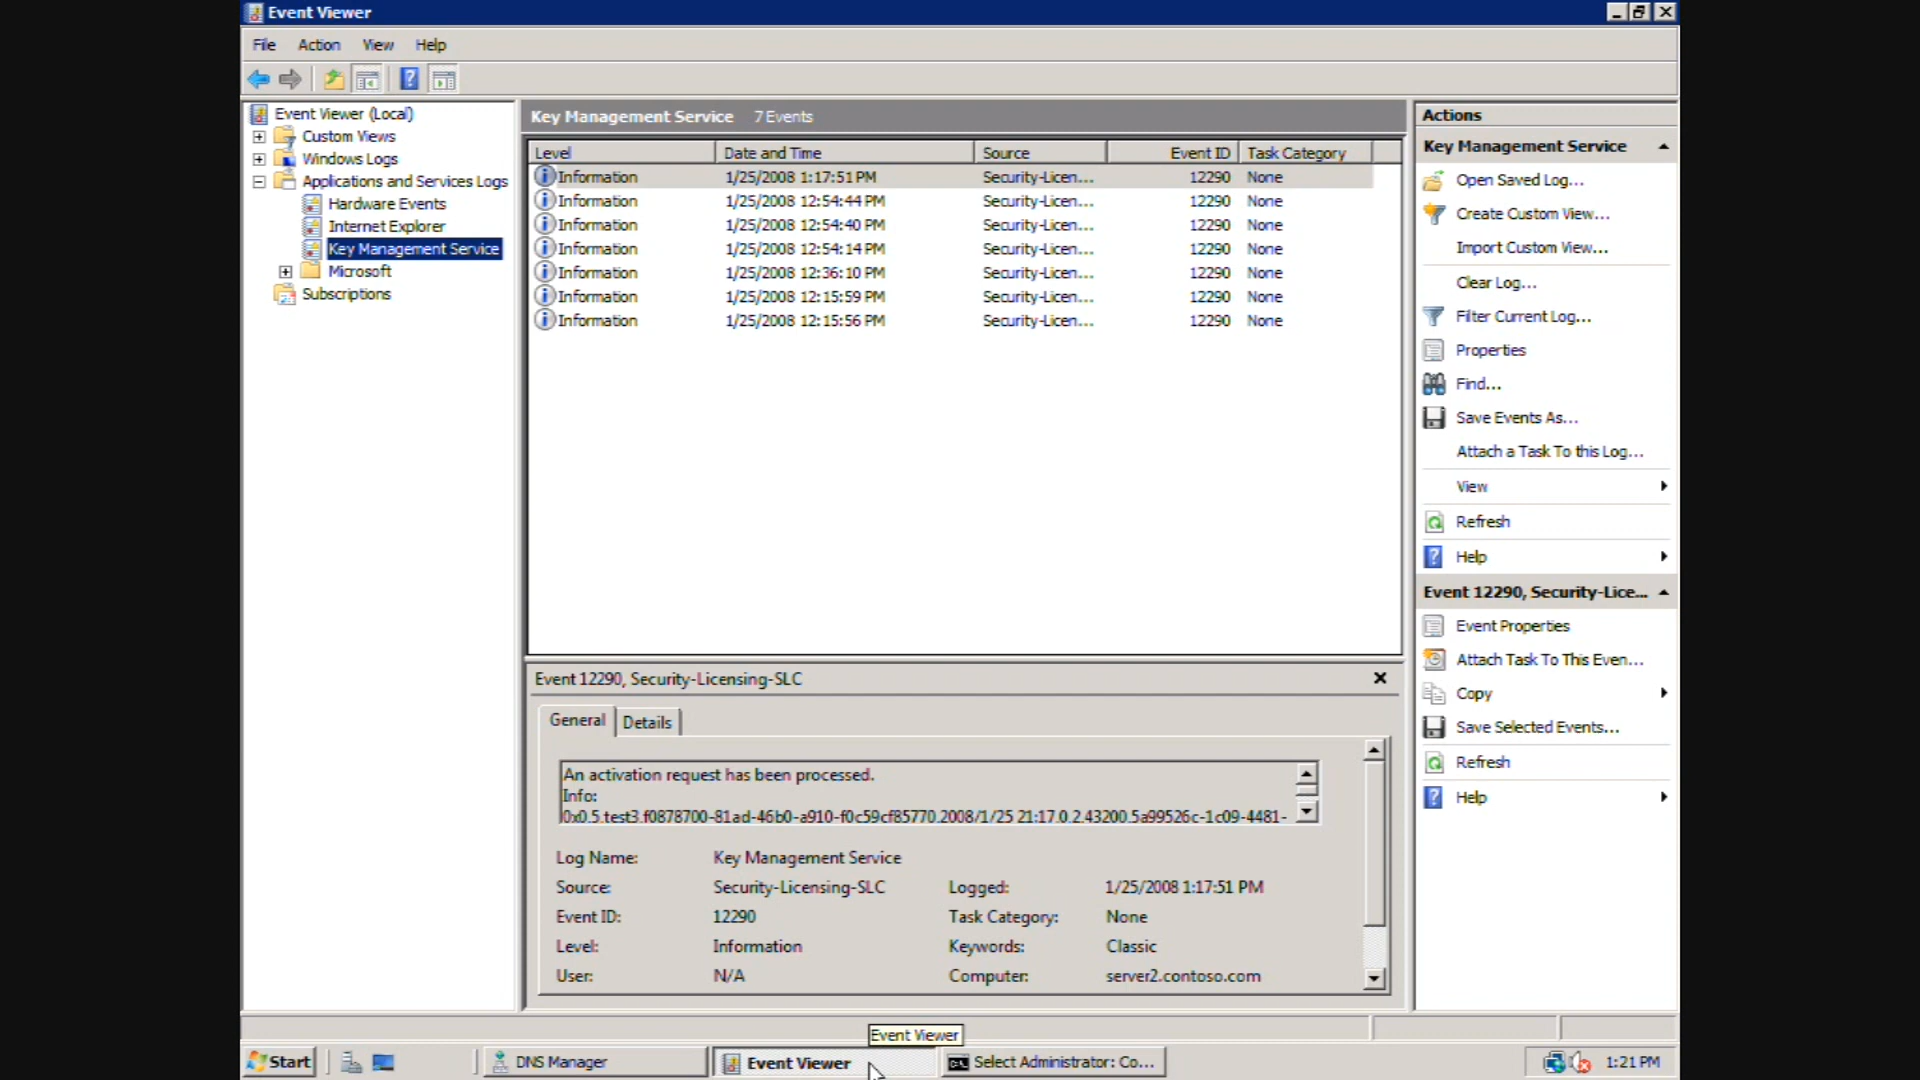 Event Viewer
File Action View Help
Event Viewer (Local)
Custom Views
Windows Logs
Applications and Services Logs
Hardware Events
Internet Explorer
Key Management Service
Microsoft
Subscriptions
Key Management Service 7 Events
Level Date and Time Source Event ID Task Category
Information 1/25/2008 1:17:51 PM Security-Licen... 12290 None
Information 1/25/2008 12:54:44 PM Security-Licen... 12290 None
Information 1/25/2008 12:54:40 PM Security-Licen... 12290 None
Information 1/25/2008 12:54:14 PM Security-Licen... 12290 None
Information 1/25/2008 12:36:10 PM Security-Licen... 12290 None
Information 1/25/2008 12:15:59 PM Security-Licen... 12290 None
Information 1/25/2008 12:15:56 PM Security-Licen... 12290 None
Event 12290, Security-Licensing-SLC
General Details
An activation request has been processed.
Info:
0x0,5,test3,f0878700-81ad-46b0-a910-f0c59cf85770,2008/1/25 21:17,0,2,43200,5a99526c-1c09-4481-
Log Name: Key Management Service
Source: Security-Licensing-SLC Logged: 1/25/2008 1:17:51 PM
Event ID: 12290 Task Category: None
Level: Information Keywords: Classic
User: N/A Computer: server2.contoso.com
Actions
Key Management Service
Open Saved Log...
Create Custom View...
Import Custom View...
Clear Log...
Filter Current Log...
Properties
Find...
Save Events As...
Attach a Task To this Log...
View
Refresh
Help
Event 12290, Security-Lice...
Event Properties
Attach Task To This Even...
Copy
Save Selected Events...
Refresh
Help
Event Viewer
Start DNS Manager Event Viewer Select Administrator: Co... 1:21 PM